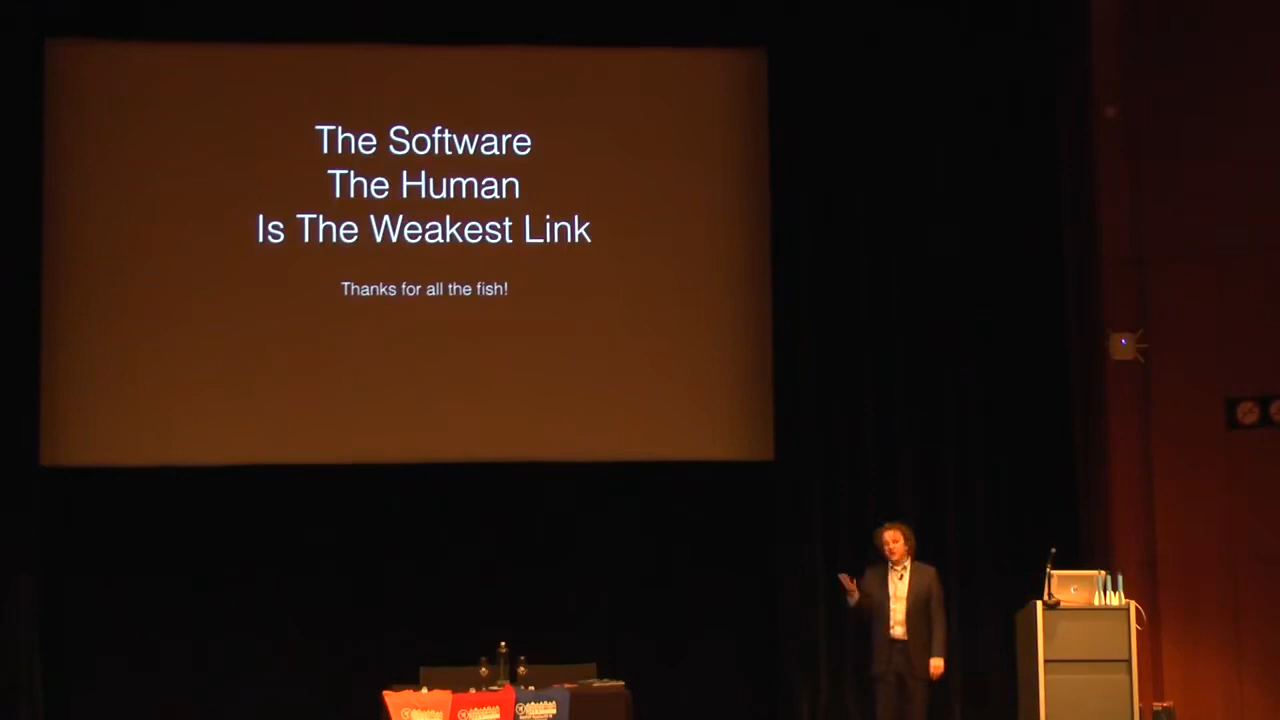 The Software
The Human
Is The Weakest Link
Thanks for all the fish!